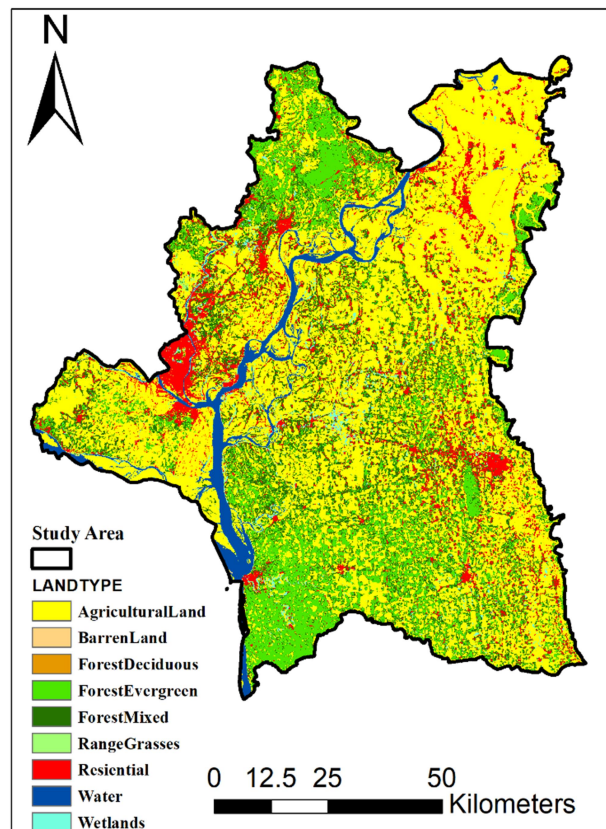 N
Study Area
LANDTYPE
AgriculturalLand
BarrenLand
ForestDeciduous
ForestEvergreen
ForestMixed
RangeGrasses
Resiential
Water
Wetlands
0 12.5 25 50
Kilometers